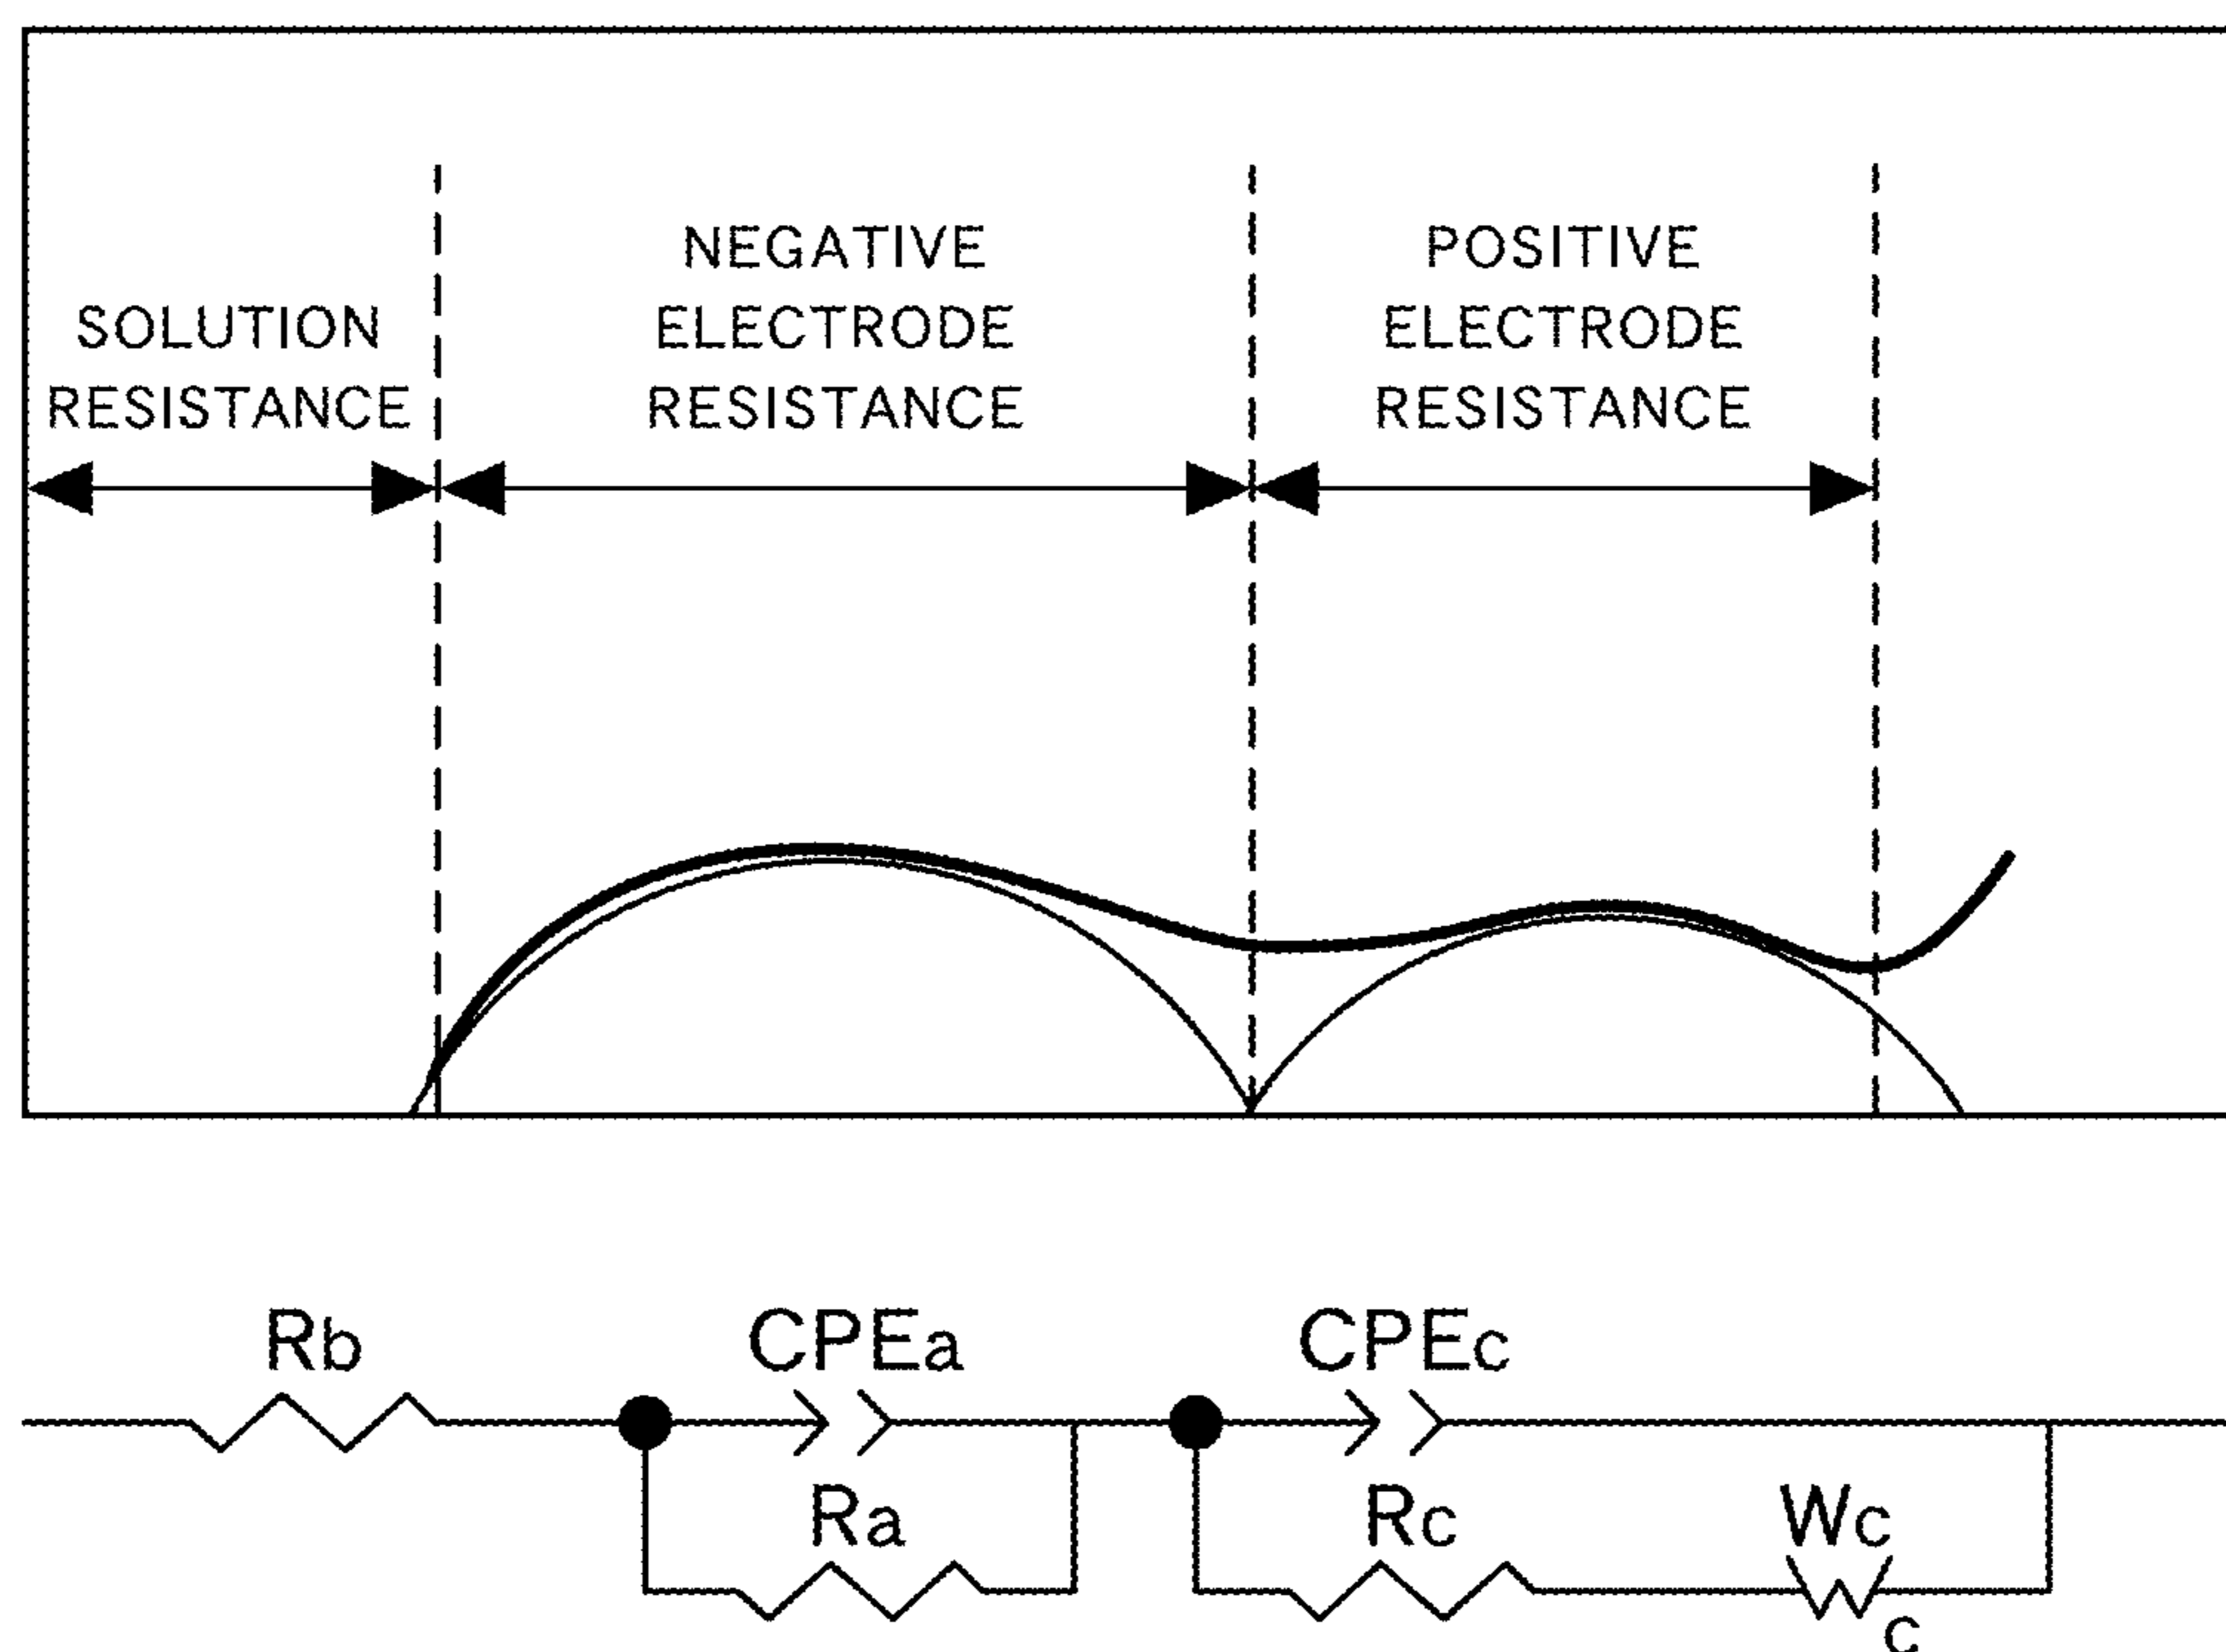 NEGATIVE
ELECTRODE
RESISTANCE
POSITIVE
ELECTRODE
RESISTANCE
SOLUTION
RESISTANCE
Rb
CPEa
CPEc
Ra
Rc
Wc
c